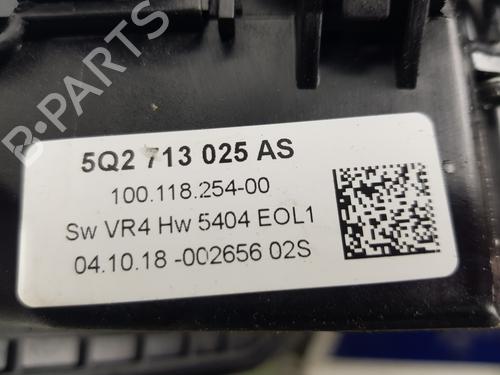 B-PARTS
5Q2 713 025 AS
100.118.254-00
Sw VR4 Hw 5404 EOL1
04.10.18 -002656 02S